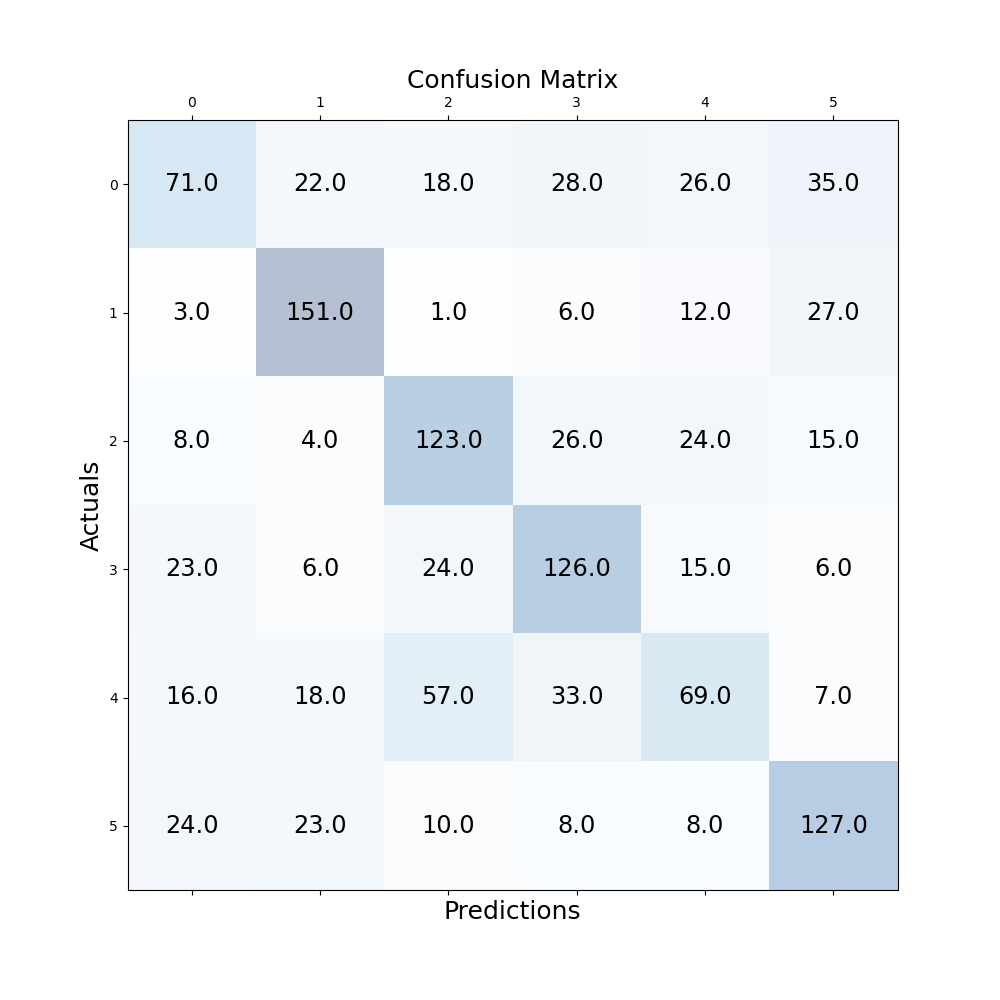 Confusion Matrix
0 1 2 3 4 5
0 71.0 22.0 18.0 28.0 26.0 35.0
1 3.0 151.0 1.0 6.0 12.0 27.0
2 8.0 4.0 123.0 26.0 24.0 15.0
Actuals
3 23.0 6.0 24.0 126.0 15.0 6.0
4 16.0 18.0 57.0 33.0 69.0 7.0
5 24.0 23.0 10.0 8.0 8.0 127.0
Predictions